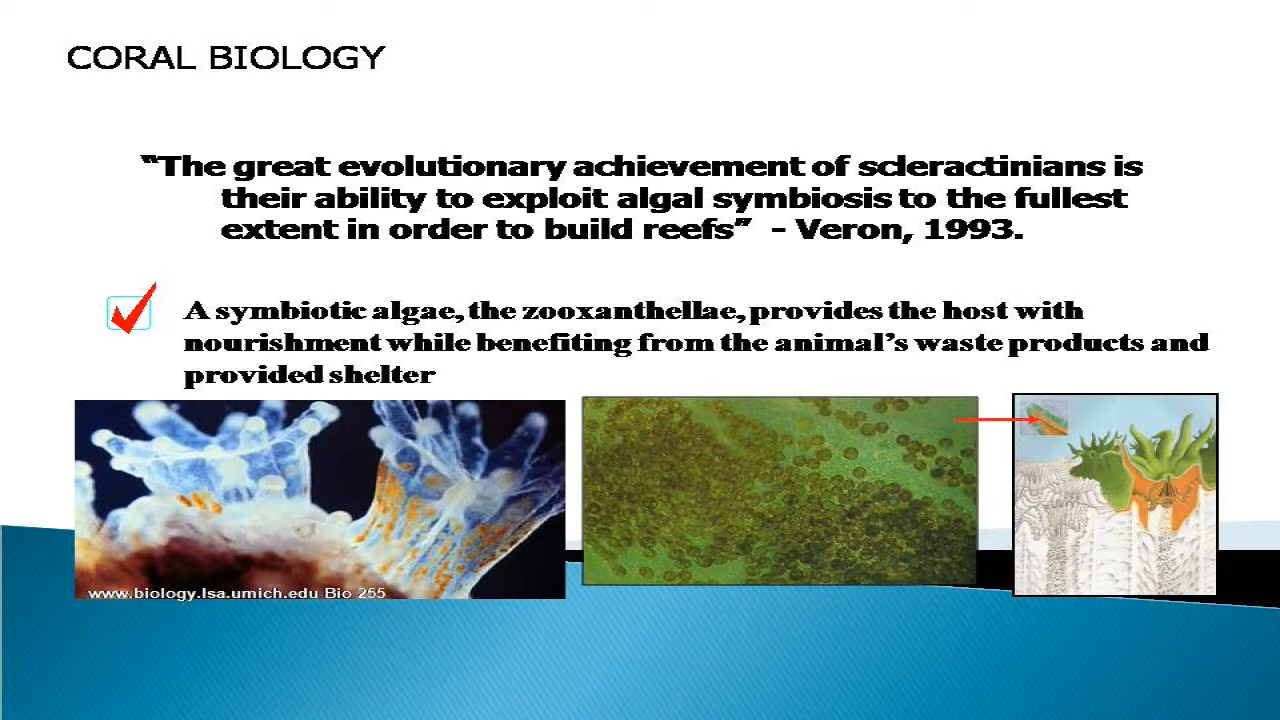 CORAL BIOLOGY
“The great evolutionary achievement of scleractinians is
their ability to exploit algal symbiosis to the fullest
extent in order to build reefs” - Veron, 1993.
A symbiotic algae, the zooxanthellae, provides the host with
nourishment while benefiting from the animal’s waste products and
provided shelter
www.biology.lsa.umich.edu Bio 255